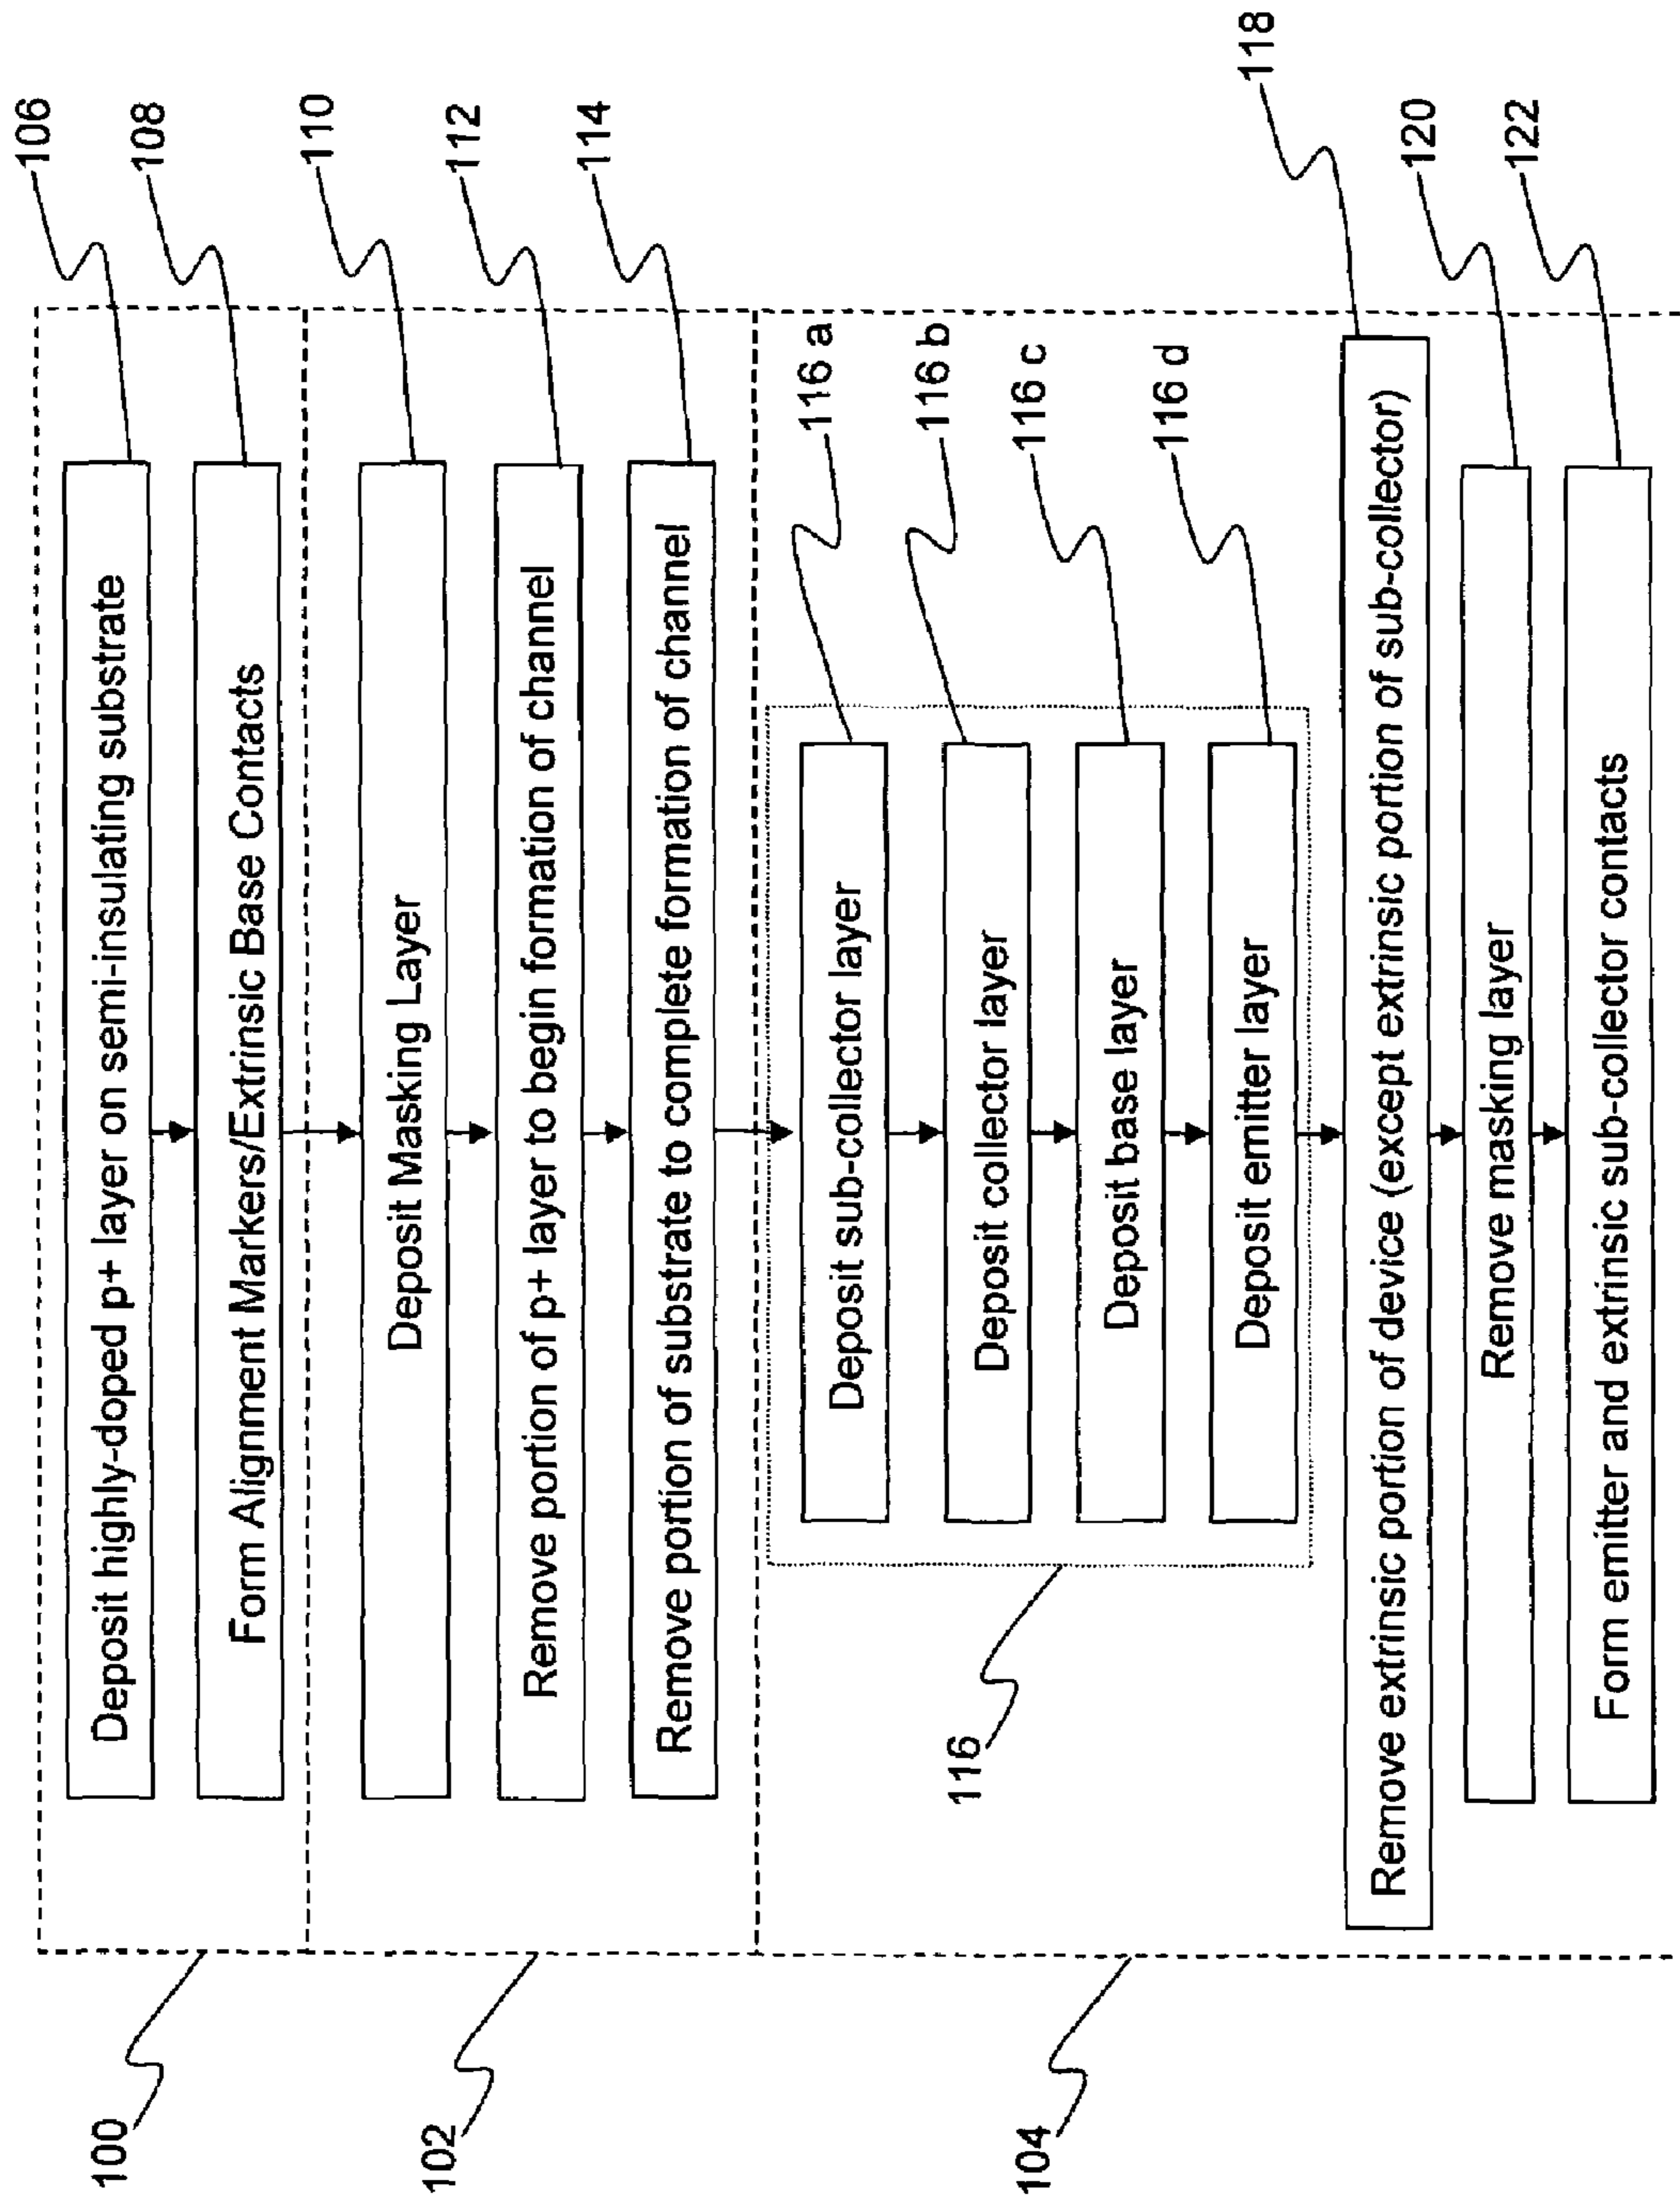 100
Deposit highly-doped p+ layer on semi-insulating substrate
106
Form Alignment Markers/Extrinsic Base Contacts
108
102
Deposit Masking Layer
110
Remove portion of p+ layer to begin formation of channel
112
Remove portion of substrate to complete formation of channel
114
104
116
Deposit sub-collector layer
116 a
Deposit collector layer
116 b
Deposit base layer
116 c
Deposit emitter layer
116 d
Remove extrinsic portion of device (except extrinsic portion of sub-collector)
118
Remove masking layer
120
Form emitter and extrinsic sub-collector contacts
122